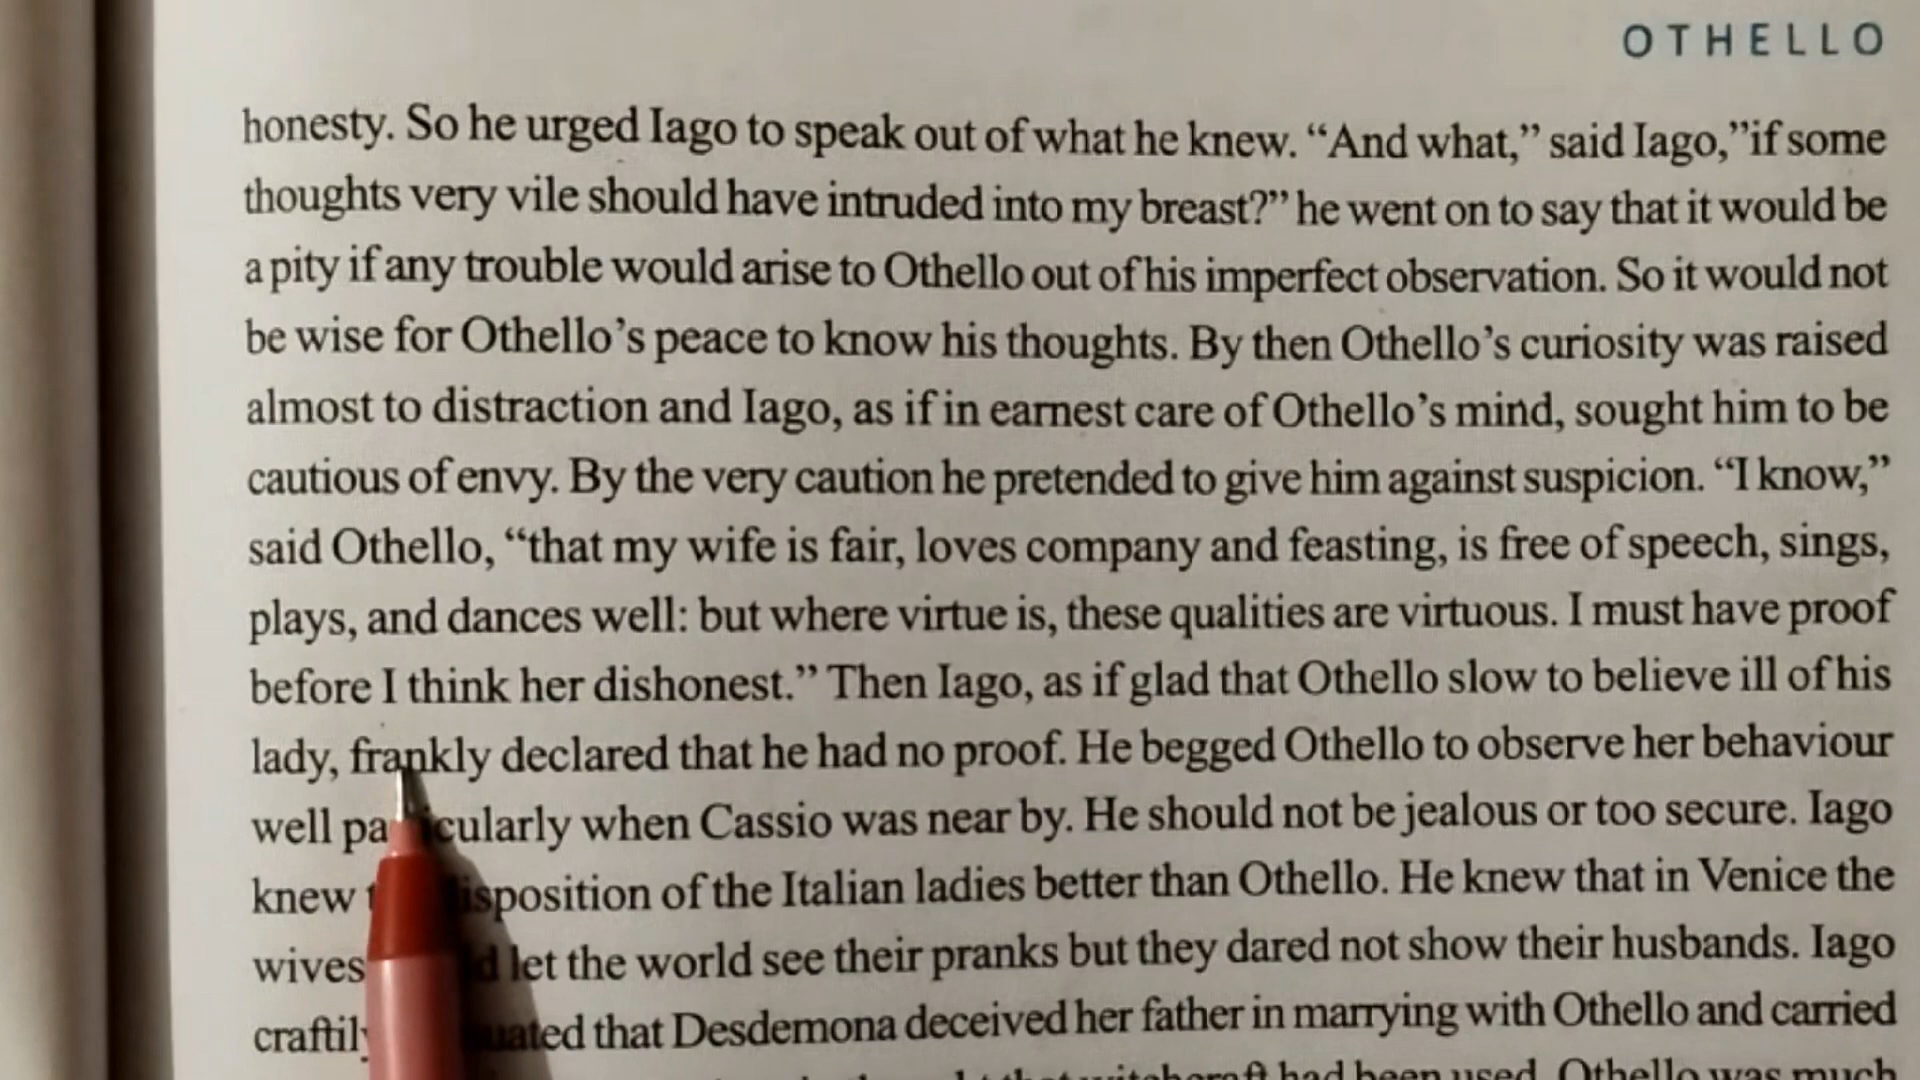 OTHELLO
honesty. So he urged Iago to speak out of what he knew. “And what,” said Iago,”if some
thoughts very vile should have intruded into my breast?” he went on to say that it would be
a pity if any trouble would arise to Othello out of his imperfect observation. So it would not
be wise for Othello’s peace to know his thoughts. By then Othello’s curiosity was raised
almost to distraction and Iago, as if in earnest care of Othello’s mind, sought him to be
cautious of envy. By the very caution he pretended to give him against suspicion. “I know,”
said Othello, “that my wife is fair, loves company and feasting, is free of speech, sings,
plays, and dances well: but where virtue is, these qualities are virtuous. I must have proof
before I think her dishonest.” Then Iago, as if glad that Othello slow to believe ill of his
lady, frankly declared that he had no proof. He begged Othello to observe her behaviour
well particularly when Cassio was near by. He should not be jealous or too secure. Iago
knew disposition of the Italian ladies better than Othello. He knew that in Venice the
wives let the world see their pranks but they dared not show their husbands. Iago
craftily that Desdemona deceived her father in marrying with Othello and carried
that witchcraft had been used. Othello was much